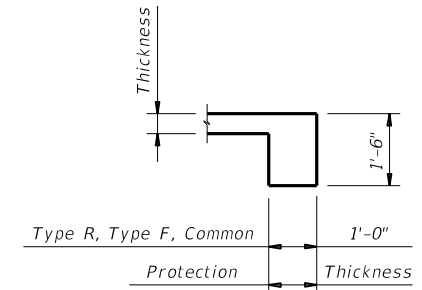 Thickness
1'-6"
Type R, Type F, Common 1'-0"
Protection Thickness